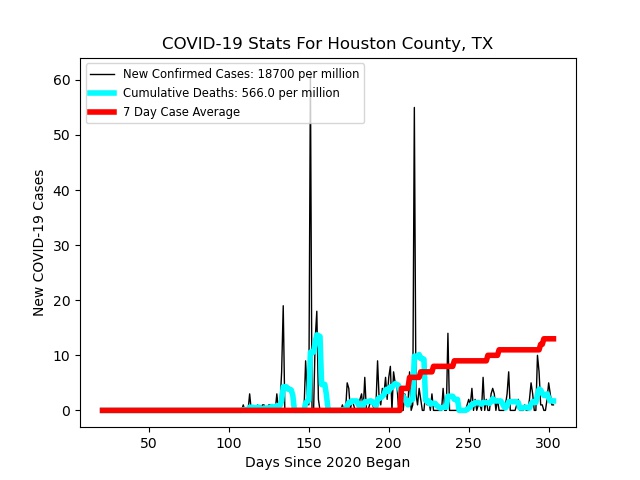 COVID-19 Stats For Houston County, TX
New Confirmed Cases: 18700 per million
Cumulative Deaths: 566.0 per million
7 Day Case Average
New COVID-19 Cases
60
50
40
30
20
10
0
50 100 150 200 250 300
Days Since 2020 Began